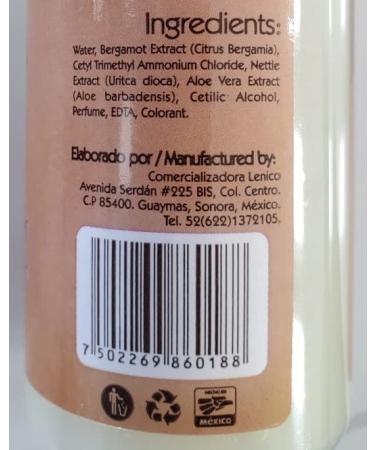 Ingredients:
Water, Bergamot Extract (Citrus Bergamia),
Cetyl Trimethyl Ammonium Chloride, Nettle
Extract (Uritca dioca), Aloe Vera Extract
(Aloe barbadensis), Cetilic Alcohol,
Perfume, EDTA, Colorant.
Elaborado por / Manufactured by:
Comercializadora Lenico
Avenida Serdán #225 BIS, Col. Centro.
C.P 85400. Guaymas, Sonora, México.
Tel. 52(622)1372105.
7 502269 860188
HECHO EN
MÉXICO